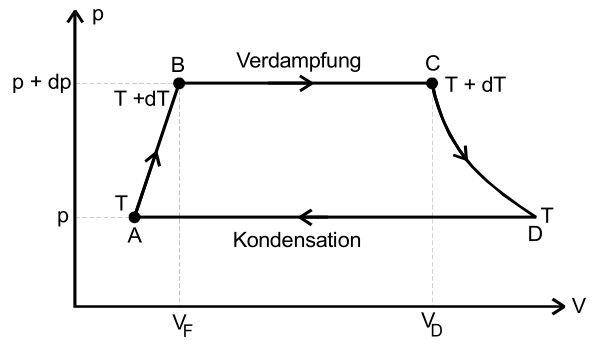 p
B
Verdampfung
C
p + dp
T +dT
T + dT
T
p
T
A
Kondensation
D
V
V_F
V_D